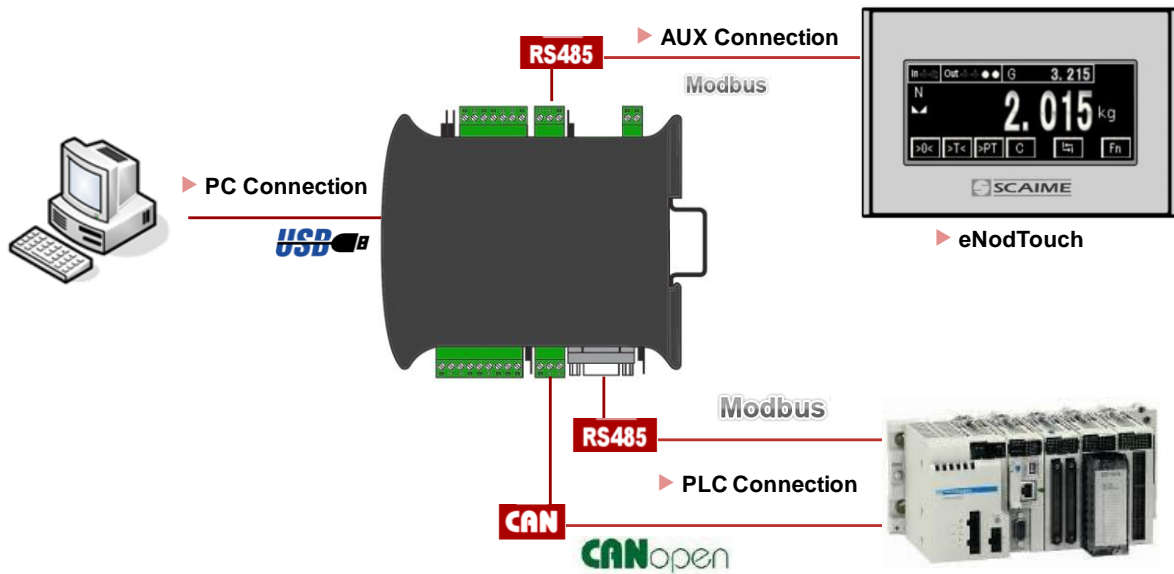 ▶ AUX Connection
RS485
Modbus
In Out G 3. 215
N
2. 015 kg
>0< >T< >PT C Fn
SCAIME
▶ eNodTouch
▶ PC Connection
USB
Modbus
RS485
▶ PLC Connection
CAN
CANopen